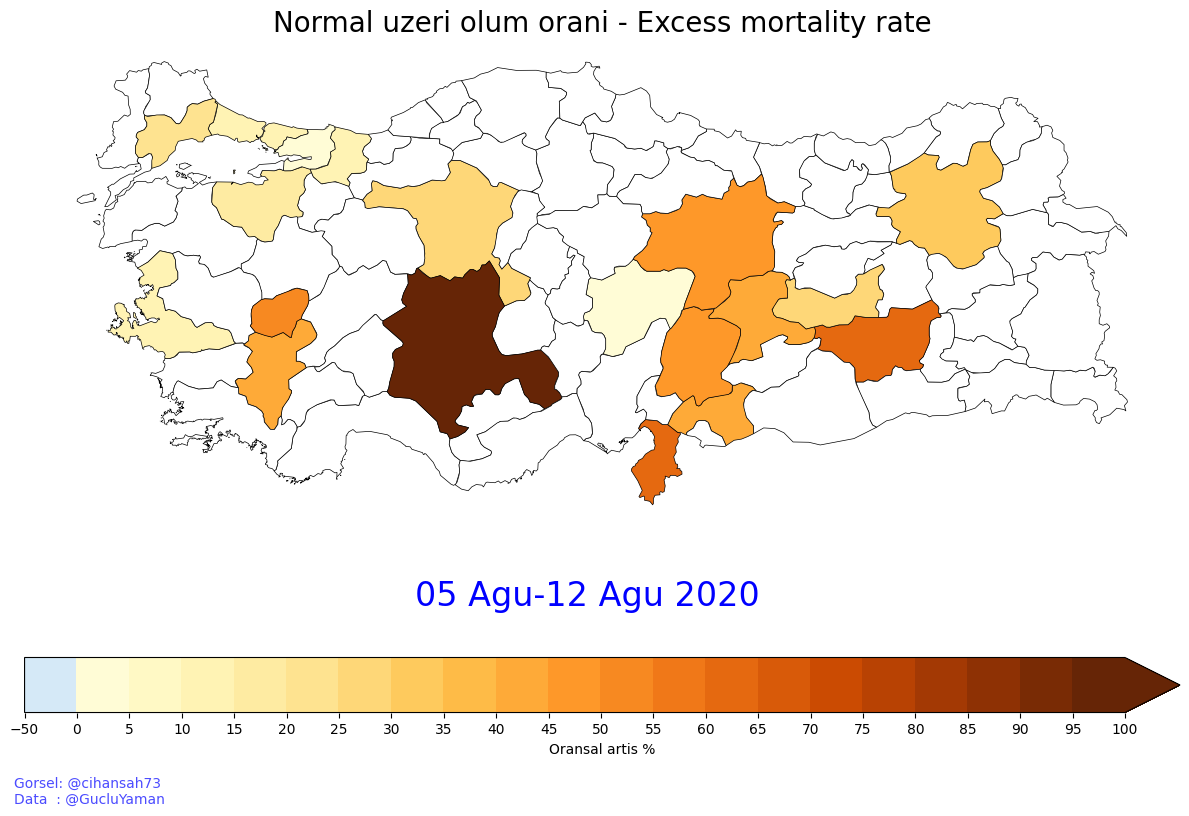 Normal uzeri olum orani - Excess mortality rate
05 Agu-12 Agu 2020
−50 0 5 10 15 20 25 30 35 40 45 50 55 60 65 70 75 80 85 90 95 100
Oransal artis %
Gorsel: @cihansah73
Data  : @GucluYaman